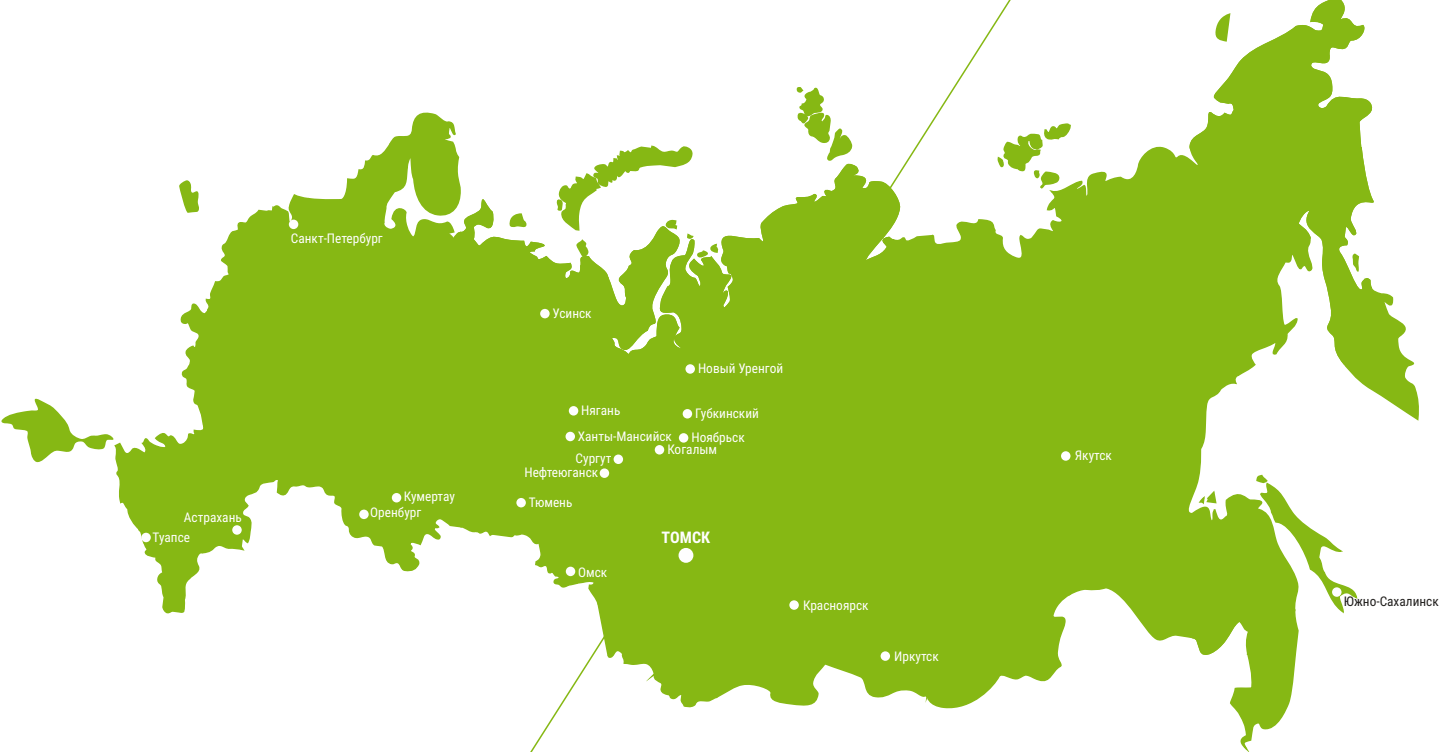 Санкт-Петербург
Усинск
Новый Уренгой
Нягань
Губкинский
Ханты-Мансийск
Ноябрьск
Когалым
Сургут
Якутск
Нефтеюганск
Кумертау
Тюмень
Оренбург
Астрахань
Туапсе
ТОМСК
Омск
Южно-Сахалинск
Красноярск
Иркутск